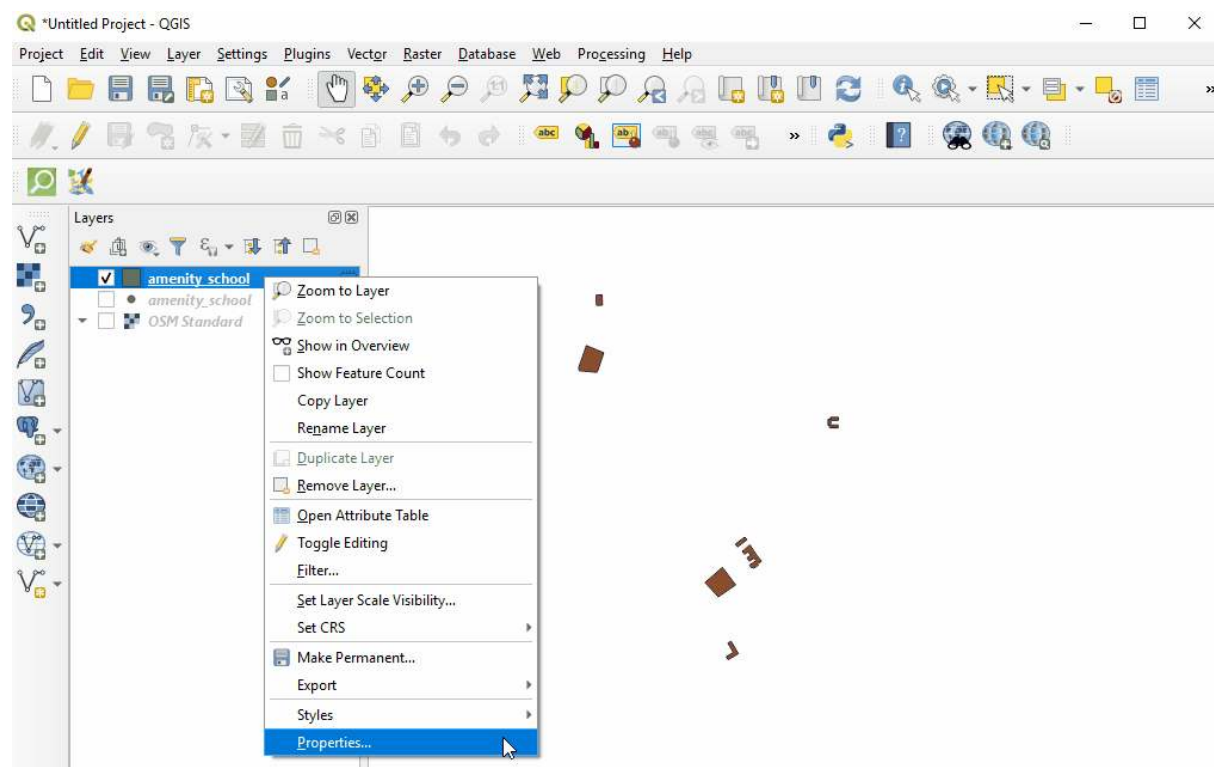 *Untitled Project - QGIS
Project Edit View Layer Settings Plugins Vector Raster Database Web Processing Help
Layers
amenity_school
amenity_school
OSM Standard
Zoom to Layer
Zoom to Selection
Show in Overview
Show Feature Count
Copy Layer
Rename Layer
Duplicate Layer
Remove Layer...
Open Attribute Table
Toggle Editing
Filter...
Set Layer Scale Visibility...
Set CRS
Make Permanent...
Export
Styles
Properties...